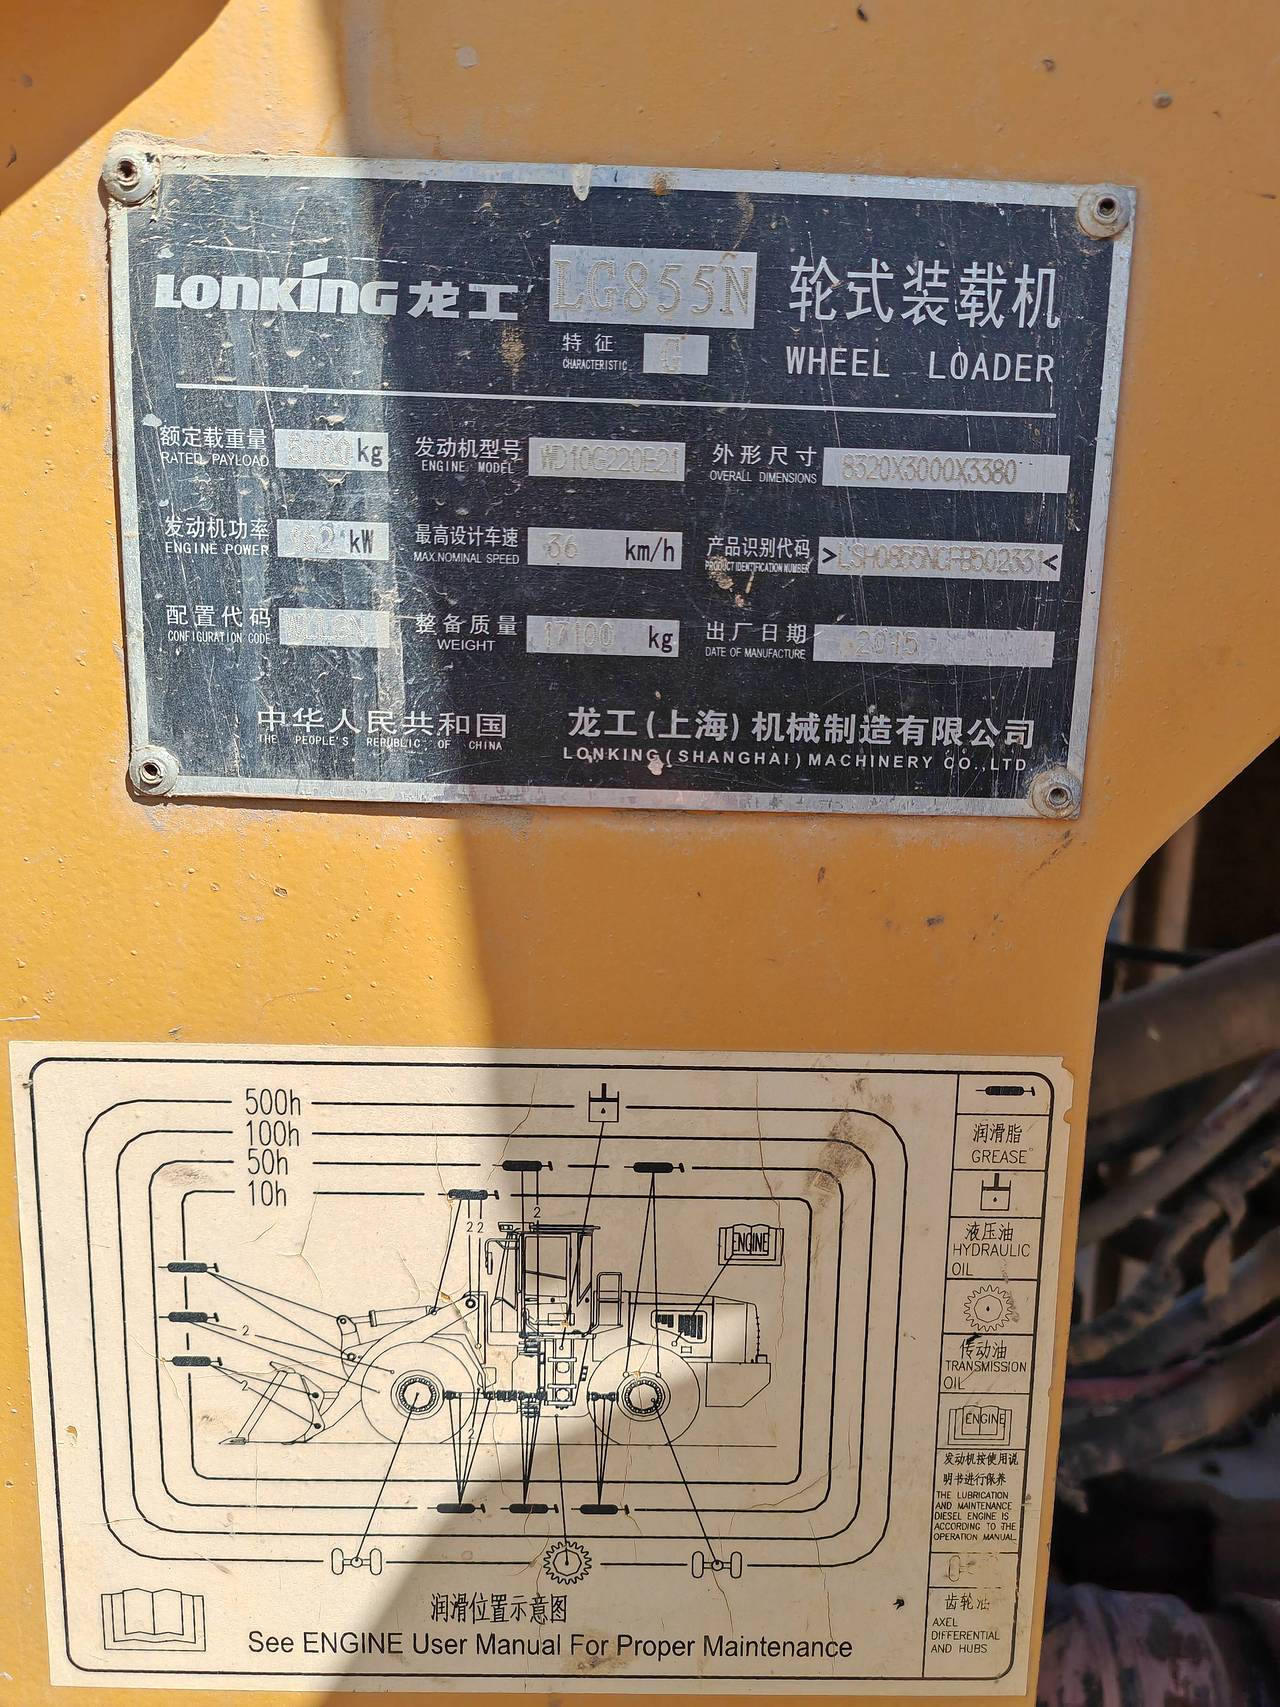 LONKING 龙工 LG855N 轮式装载机
特征 G
CHARACTERISTIC
WHEEL LOADER
额定载重量 5000 kg 发动机型号 WD10G220E21 外形尺寸 8320X3000X3380
RATED PAYLOAD ENGINE MODEL OVERALL DIMENSIONS
发动机功率 162 kW 最高设计车速 36 km/h 产品识别代码
ENGINE POWER MAX.NOMINAL SPEED PRODUCT IDENTIFICATION NUMBER
配置代码 整备质量 17100 kg 出厂日期 2015
CONFIGURATION CODE WEIGHT DATE OF MANUFACTURE
中华人民共和国 龙工(上海)机械制造有限公司
THE PEOPLE'S REPUBLIC OF CHINA LONKING(SHANGHAI)MACHINERY CO.,LTD
500h
100h
50h
10h
2 2
2
ENGINE
2
2
2
润滑脂
GREASE
液压油
HYDRAULIC
OIL
传动油
TRANSMISSION
OIL
ENGINE
发动机按使用说
明书进行保养
THE LUBRICATION
AND MAINTENANCE
DIESEL ENGINE IS
ACCORDING TO THE
OPERATION MANUAL.
齿轮油
AXEL
DIFFERENTIAL
AND HUBS
润滑位置示意图
See ENGINE User Manual For Proper Maintenance